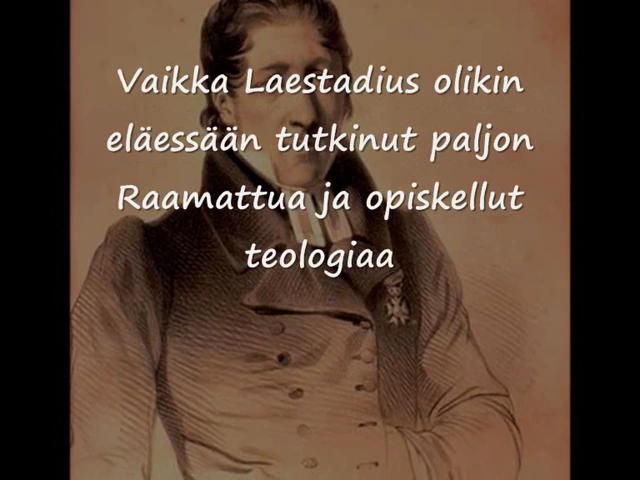 Vaikka Laestadius olikin
eläessään tutkinut paljon
Raamattua ja opiskellut
teologiaa